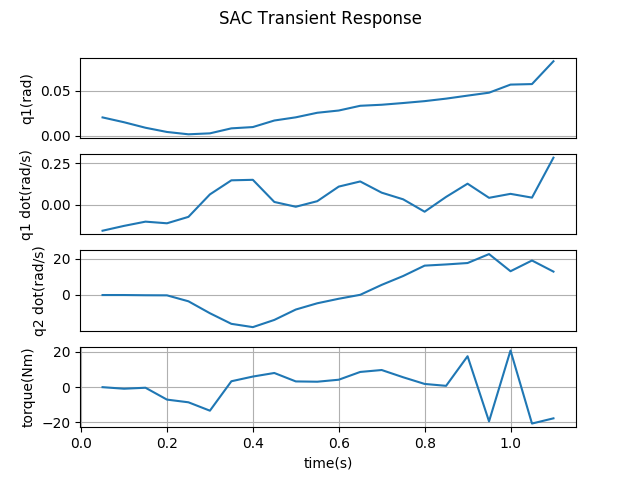 SAC Transient Response
q1(rad)
0.05
0.00
q1 dot(rad/s)
0.25
0.00
q2 dot(rad/s)
20
0
torque(Nm)
20
0
−20
0.0 0.2 0.4 0.6 0.8 1.0
time(s)